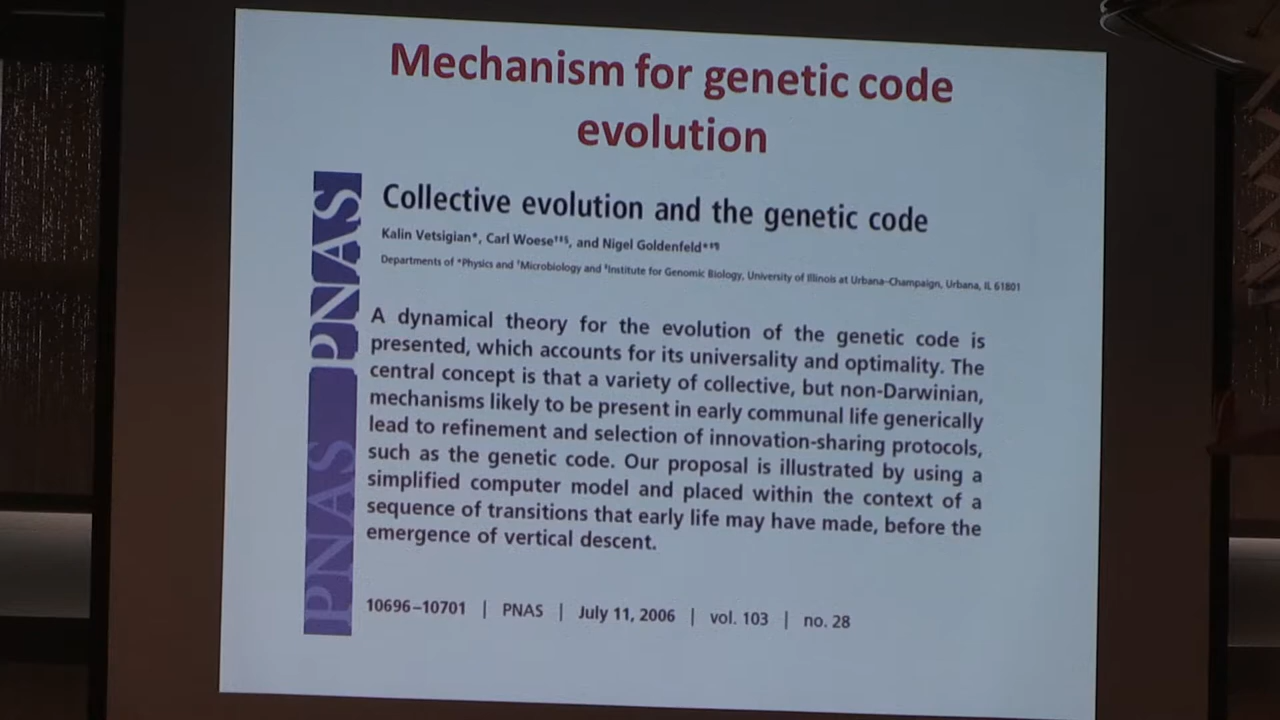 Mechanism for genetic code
evolution
PNAS
PNAS
Collective evolution and the genetic code
Kalin Vetsigian*, Carl Woese†‡§, and Nigel Goldenfeld*‡¶
Departments of *Physics and †Microbiology and ‡Institute for Genomic Biology, University of Illinois at Urbana–Champaign, Urbana, IL 61801
A dynamical theory for the evolution of the genetic code is
presented, which accounts for its universality and optimality. The
central concept is that a variety of collective, but non-Darwinian,
mechanisms likely to be present in early communal life generically
lead to refinement and selection of innovation-sharing protocols,
such as the genetic code. Our proposal is illustrated by using a
simplified computer model and placed within the context of a
sequence of transitions that early life may have made, before the
emergence of vertical descent.
10696–10701 | PNAS | July 11, 2006 | vol. 103 | no. 28